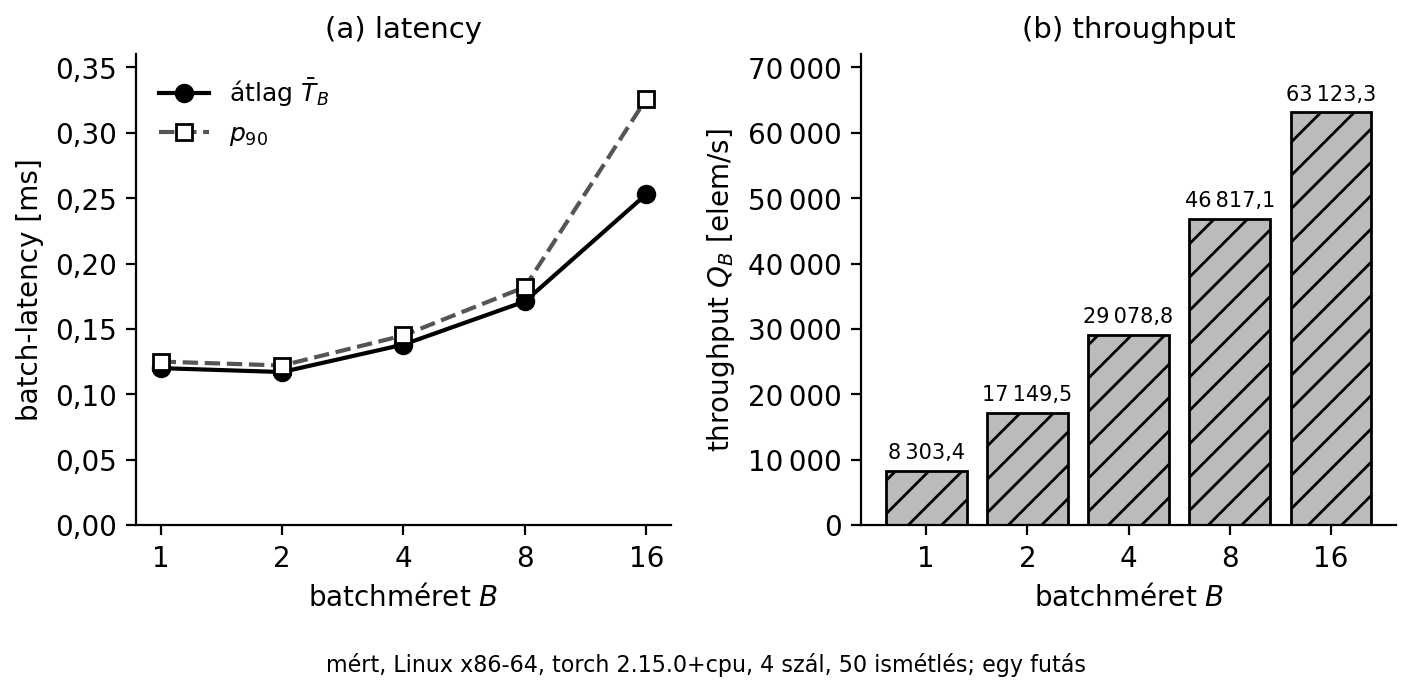 (a) latency
0,35
0,30
0,25
0,20
0,15
0,10
0,05
0,00
batch-latency [ms]
átlag T̄_B
p_90
1 2 4 8 16
batchméret B
(b) throughput
70 000
60 000
50 000
40 000
30 000
20 000
10 000
0
throughput Q_B [elem/s]
8 303,4
17 149,5
29 078,8
46 817,1
63 123,3
1 2 4 8 16
batchméret B
mért, Linux x86-64, torch 2.15.0+cpu, 4 szál, 50 ismétlés; egy futás